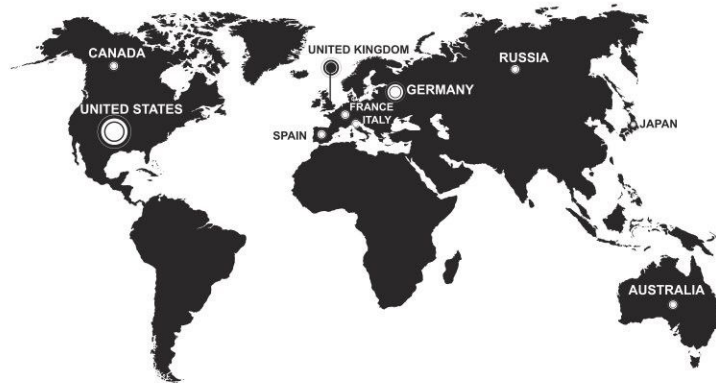 CANADA
UNITED STATES
UNITED KINGDOM
RUSSIA
GERMANY
FRANCE
ITALY
SPAIN
JAPAN
AUSTRALIA